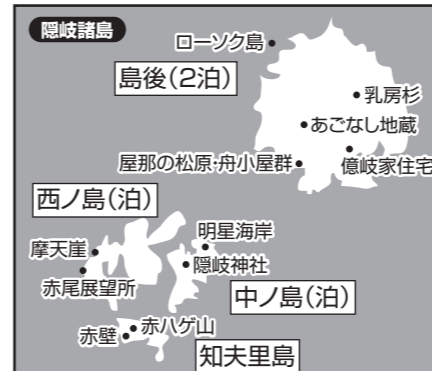 隠岐諸島
ローソク島
島後(2泊)
乳房杉
あごなし地蔵
屋那の松原・舟小屋群
億岐家住宅
西ノ島(泊)
明星海岸
摩天崖
隠岐神社
赤尾展望所
中ノ島(泊)
赤ハゲ山
赤壁
知夫里島